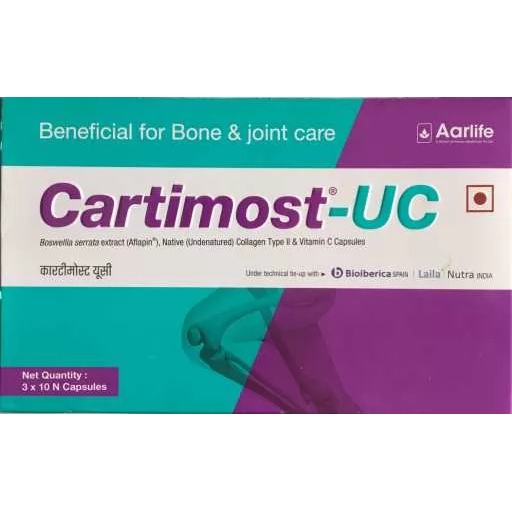 Beneficial for Bone & joint care
Aarlife
Cartimost®-UC
Boswellia serrata extract (Aflapin®), Native (Undenatured) Collagen Type II & Vitamin C Capsules
कारटीमोस्ट यूसी
Under technical tie-up with ► Bioiberica SPAIN | Laila Nutra INDIA
Net Quantity :
3 x 10 N Capsules